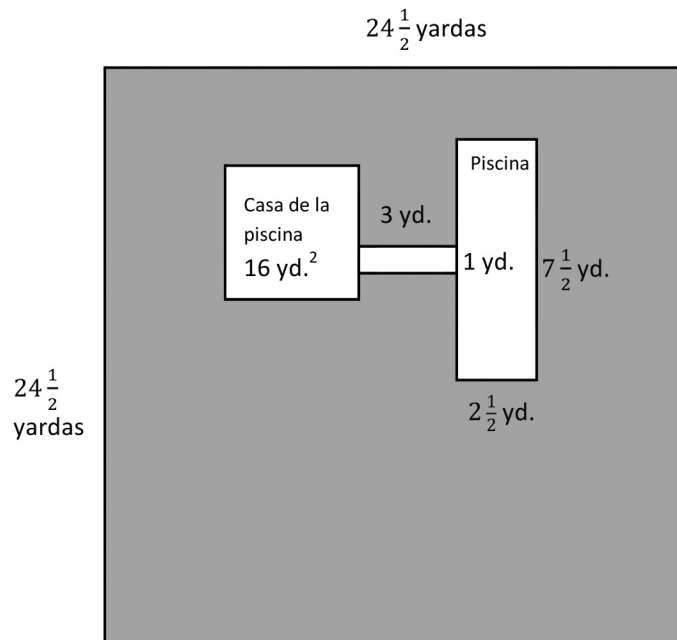 24 1/2 yardas
Piscina
Casa de la
piscina
16 yd.²
3 yd.
1 yd.
7 1/2 yd.
2 1/2 yd.
24 1/2
yardas